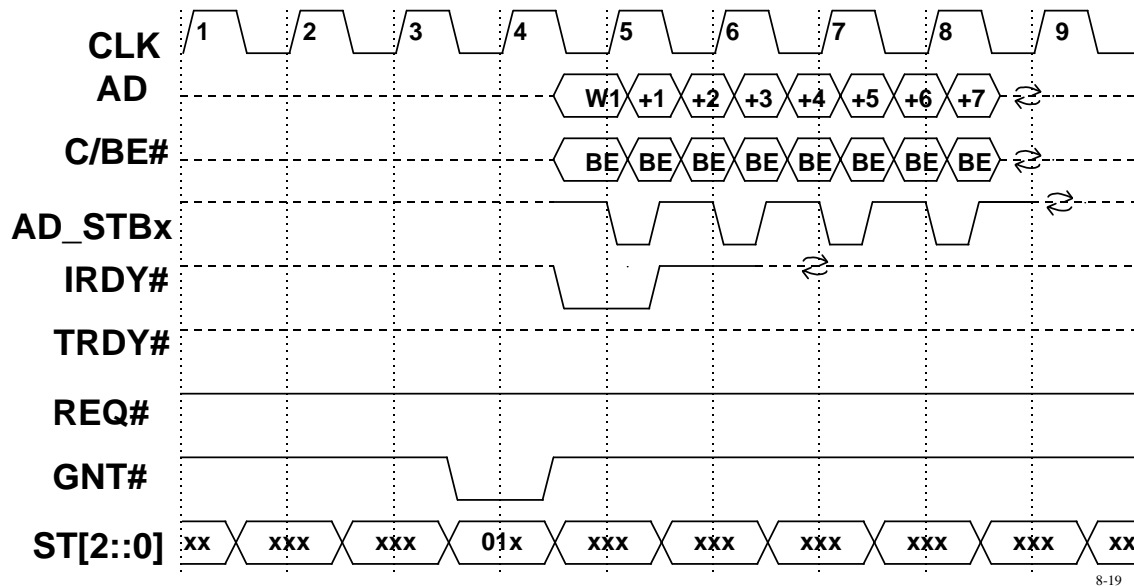 CLK 1 2 3 4 5 6 7 8 9
AD W1 +1 +2 +3 +4 +5 +6 +7
C/BE# BE BE BE BE BE BE BE BE
AD_STBx
IRDY#
TRDY#
REQ#
GNT#
ST[2::0] xx xxx xxx 01x xxx xxx xxx xxx xxx xx
8-19